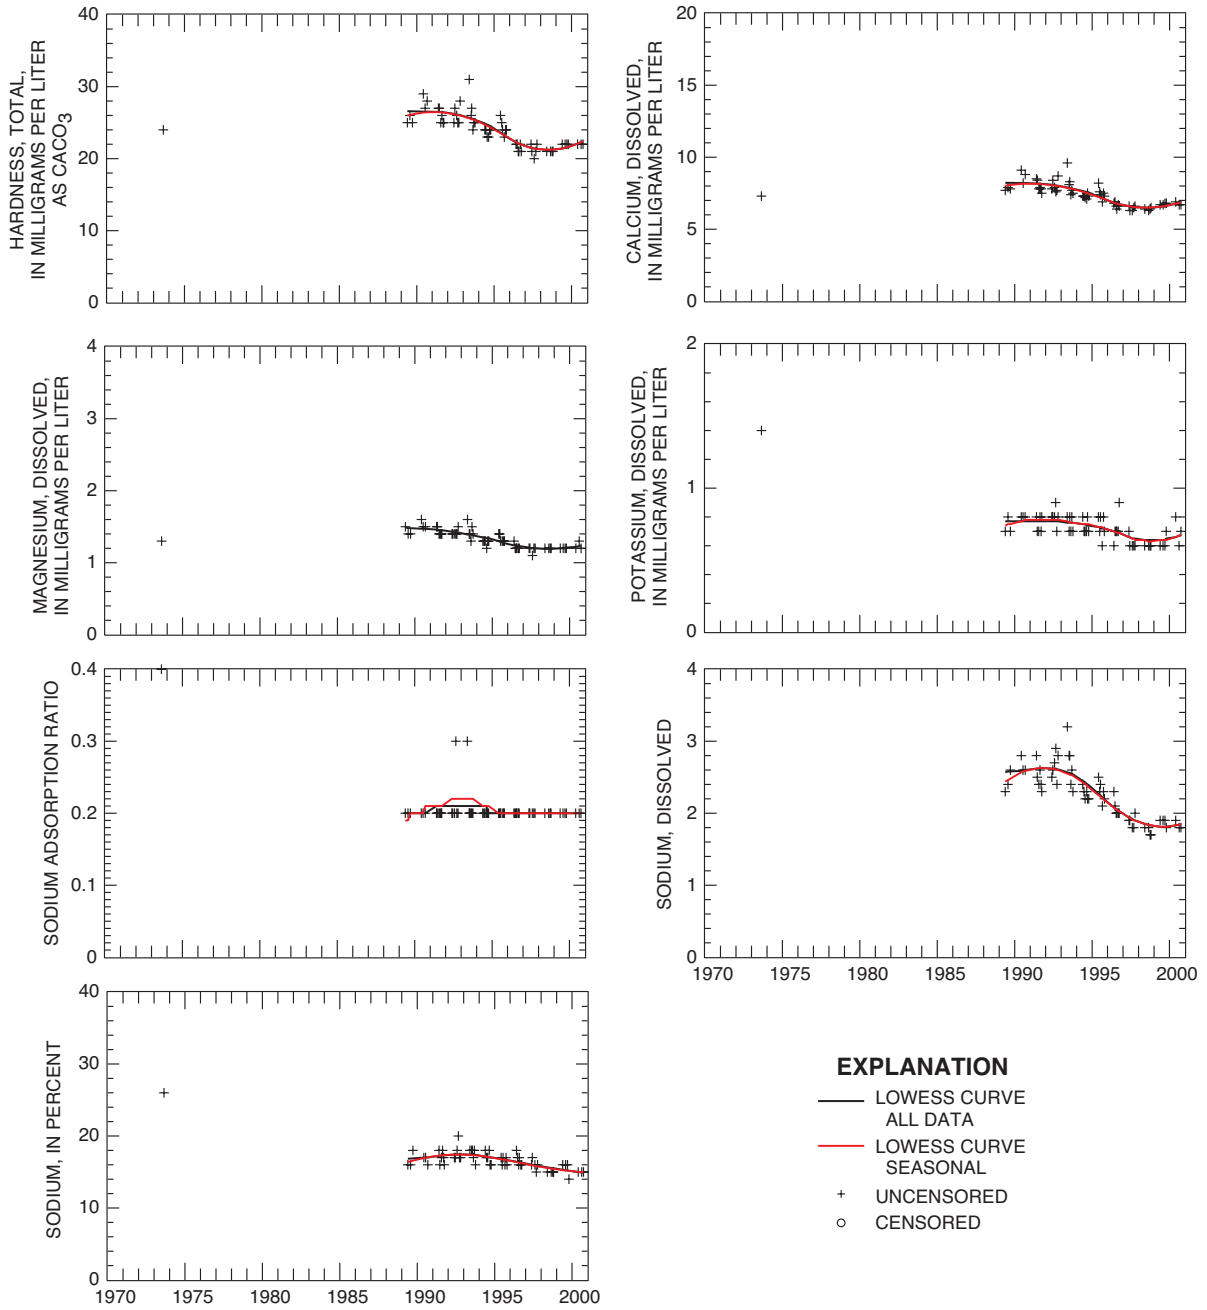 HARDNESS, TOTAL,
IN MILLIGRAMS PER LITER
AS CACO3
40
30
20
10
0
CALCIUM, DISSOLVED,
IN MILLIGRAMS PER LITER
20
15
10
5
0
MAGNESIUM, DISSOLVED,
IN MILLIGRAMS PER LITER
4
3
2
1
0
POTASSIUM, DISSOLVED,
IN MILLIGRAMS PER LITER
2
1
0
SODIUM ADSORPTION RATIO
0.4
0.3
0.2
0.1
0
SODIUM, DISSOLVED
4
3
2
1
0
1970 1975 1980 1985 1990 1995 2000
SODIUM, IN PERCENT
40
30
20
10
0
1970 1975 1980 1985 1990 1995 2000
EXPLANATION
LOWESS CURVE
ALL DATA
LOWESS CURVE
SEASONAL
UNCENSORED
CENSORED